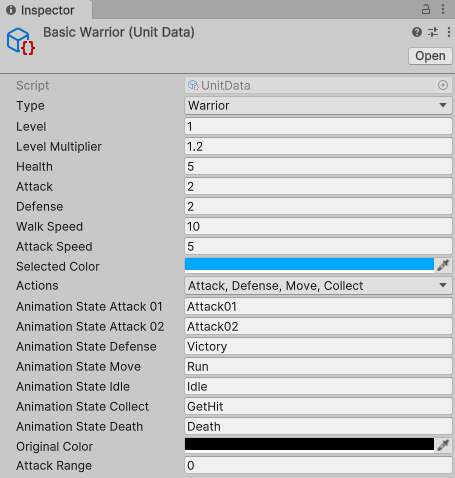 Inspector
Basic Warrior (Unit Data)
Open
Script UnitData
Type Warrior
Level 1
Level Multiplier 1.2
Health 5
Attack 2
Defense 2
Walk Speed 10
Attack Speed 5
Selected Color
Actions Attack, Defense, Move, Collect
Animation State Attack 01 Attack01
Animation State Attack 02 Attack02
Animation State Defense Victory
Animation State Move Run
Animation State Idle Idle
Animation State Collect GetHit
Animation State Death Death
Original Color
Attack Range 0